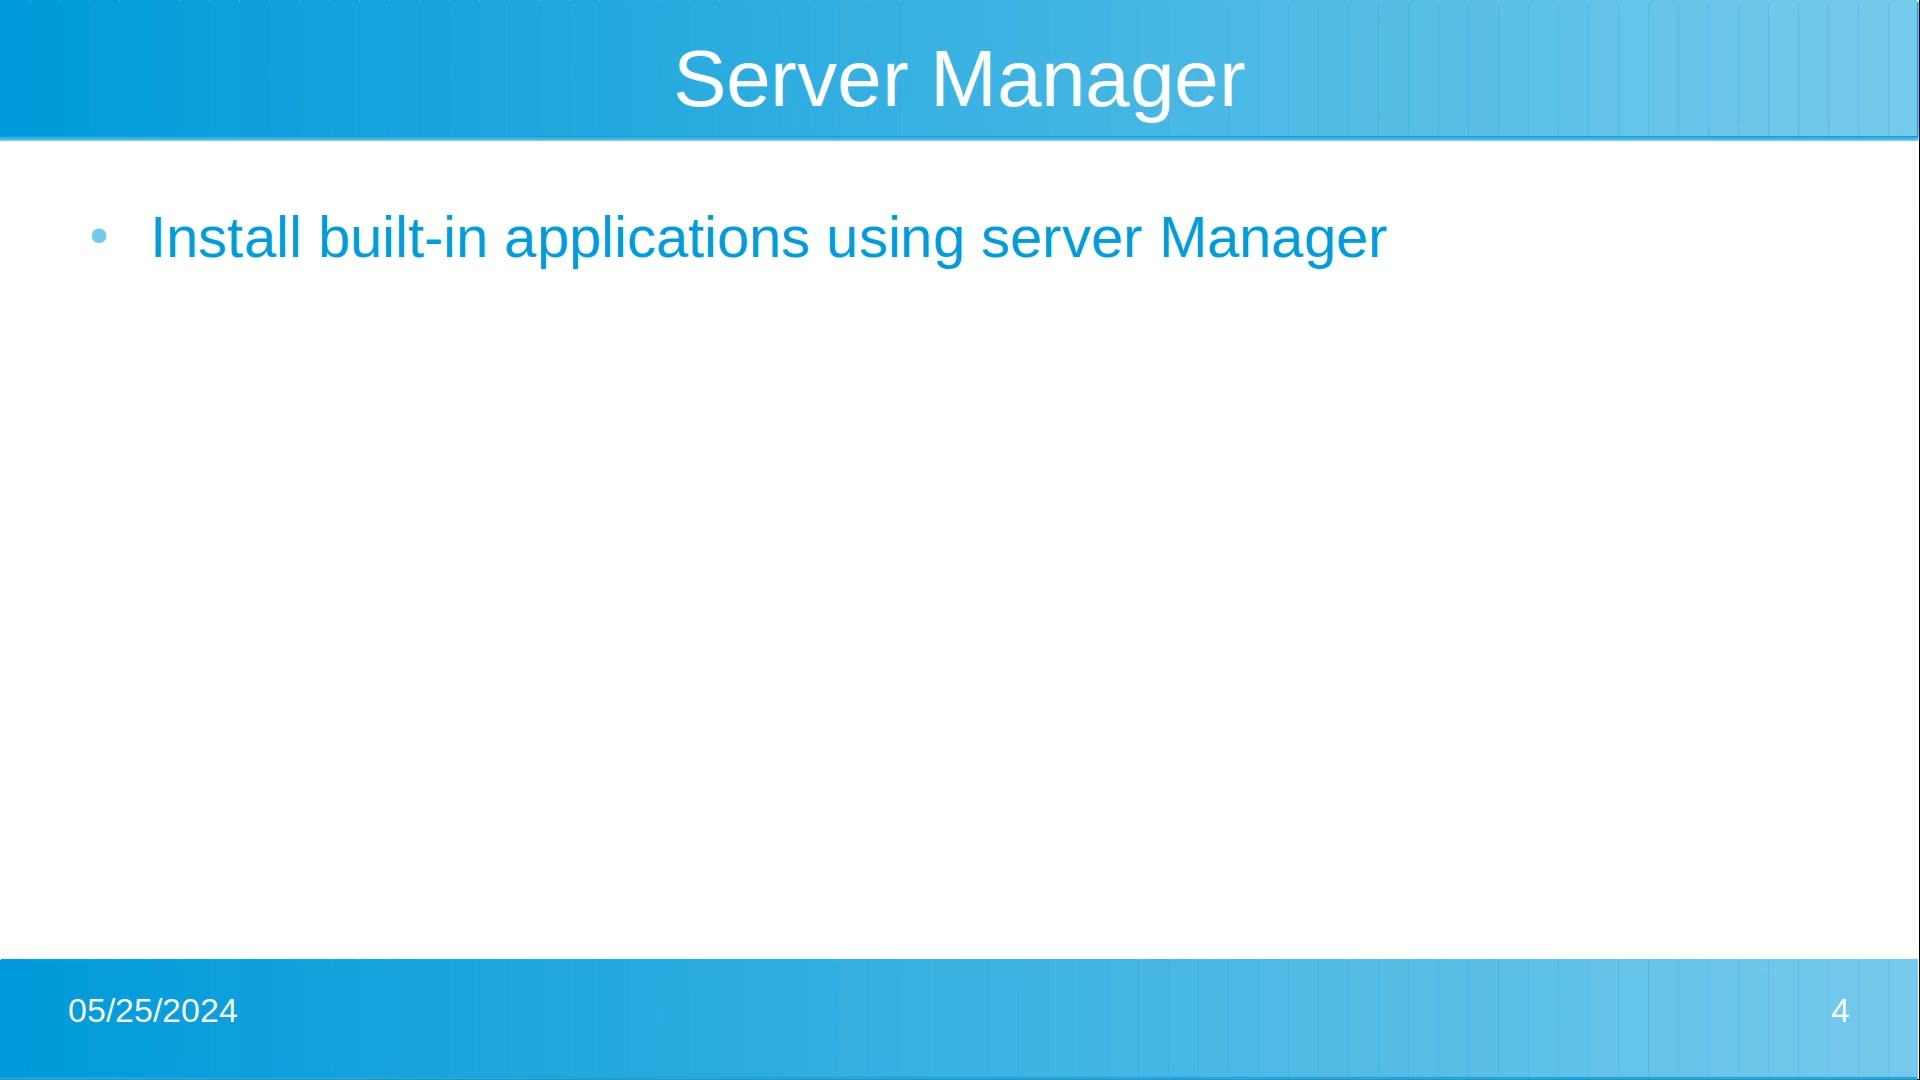 Server Manager
• Install built-in applications using server Manager
05/25/2024
4